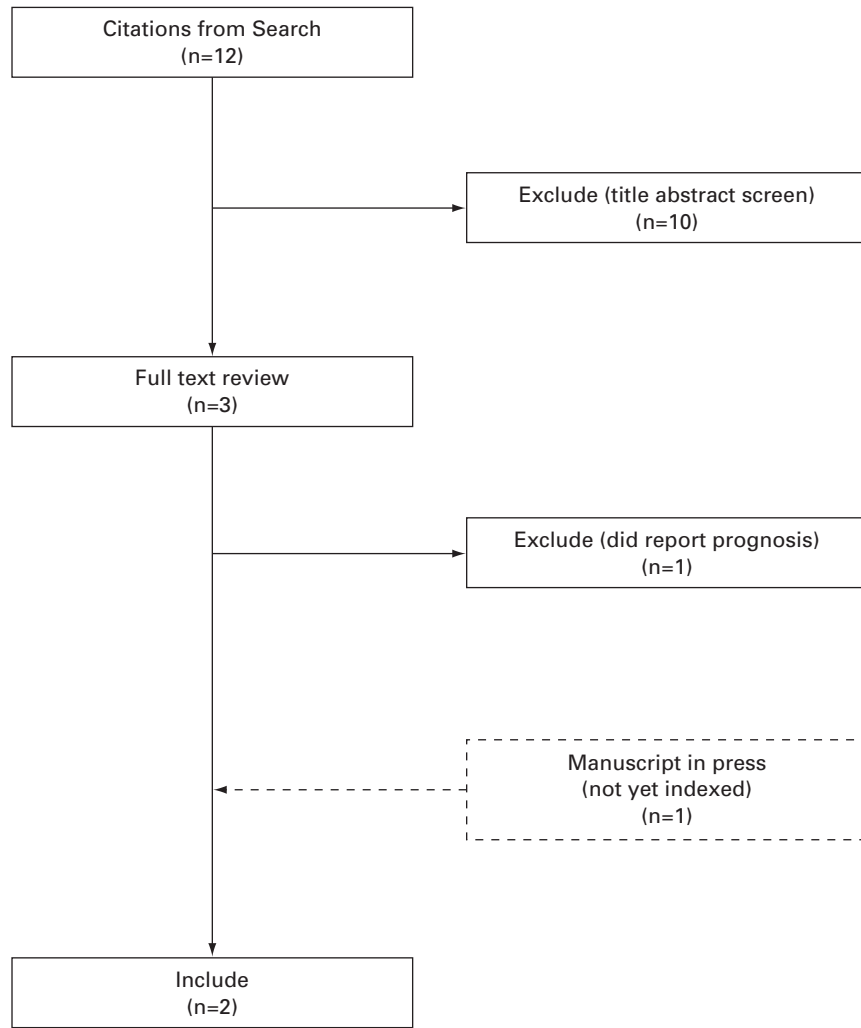 Citations from Search
(n=12)
Exclude (title abstract screen)
(n=10)
Full text review
(n=3)
Exclude (did report prognosis)
(n=1)
Manuscript in press
(not yet indexed)
(n=1)
Include
(n=2)